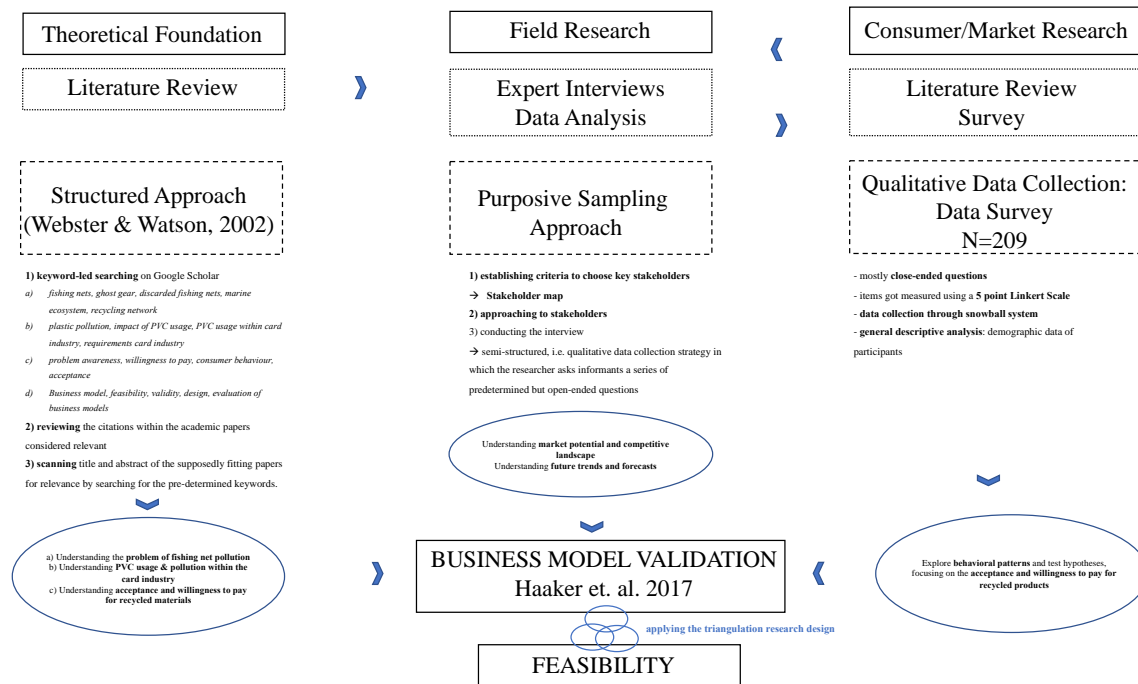 Theoretical Foundation
Literature Review
Structured Approach
(Webster & Watson, 2002)
1) keyword-led searching on Google Scholar
a) fishing nets, ghost gear, discarded fishing nets, marine
ecosystem, recycling network
b) plastic pollution, impact of PVC usage, PVC usage within card
industry, requirements card industry
c) problem awareness, willingness to pay, consumer behaviour,
acceptance
d) Business model, feasibility, validity, design, evaluation of
business models
2) reviewing the citations within the academic papers
considered relevant
3) scanning title and abstract of the supposedly fitting papers
for relevance by searching for the pre-determined keywords.
a) Understanding the problem of fishing net pollution
b) Understanding PVC usage & pollution within the
card industry
c) Understanding acceptance and willingness to pay
for recycled materials
Field Research
Expert Interviews
Data Analysis
Purposive Sampling
Approach
1) establishing criteria to choose key stakeholders
→ Stakeholder map
2) approaching to stakeholders
3) conducting the interview
→ semi-structured, i.e. qualitative data collection strategy in
which the researcher asks informants a series of
predetermined but open-ended questions
Understanding market potential and competitive
landscape
Understanding future trends and forecasts
Consumer/Market Research
Literature Review
Survey
Qualitative Data Collection:
Data Survey
N=209
- mostly close-ended questions
- items got measured using a 5 point Linkert Scale
- data collection through snowball system
- general descriptive analysis: demographic data of
participants
Explore behavioral patterns and test hypotheses,
focusing on the acceptance and willingness to pay for
recycled products
BUSINESS MODEL VALIDATION
Haaker et. al. 2017
applying the triangulation research design
FEASIBILITY